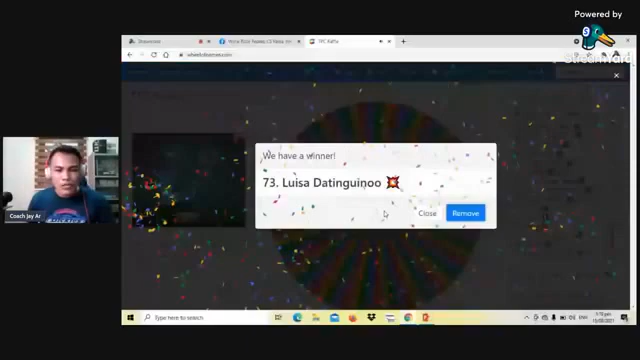 Powered by
StreamYard
wheelofnames.com
We have a winner!
73. Luisa Datinguinoo 💥
Close
Remove
Coach Jay Ar
Type here to search
ENG